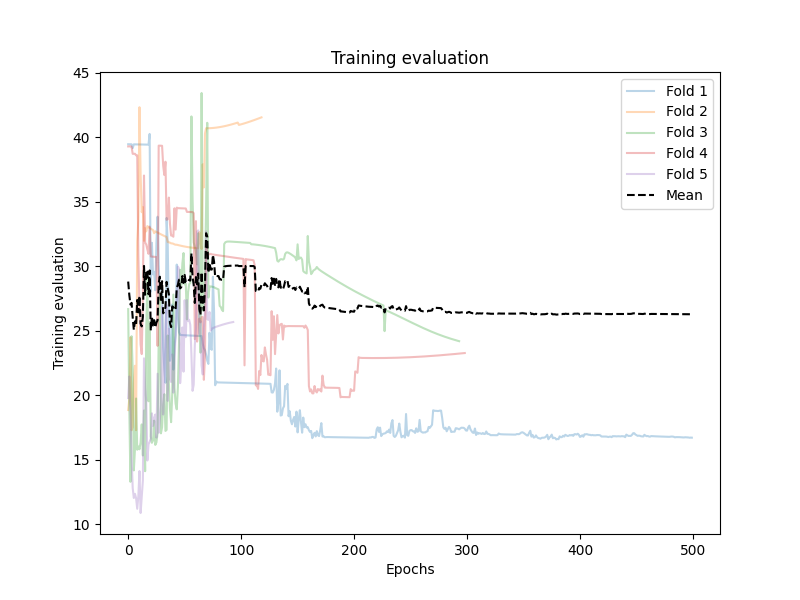 Training evaluation
Training evaluation
45
40
35
30
25
20
15
10
0
100
200
300
400
500
Epochs
Fold 1
Fold 2
Fold 3
Fold 4
Fold 5
Mean